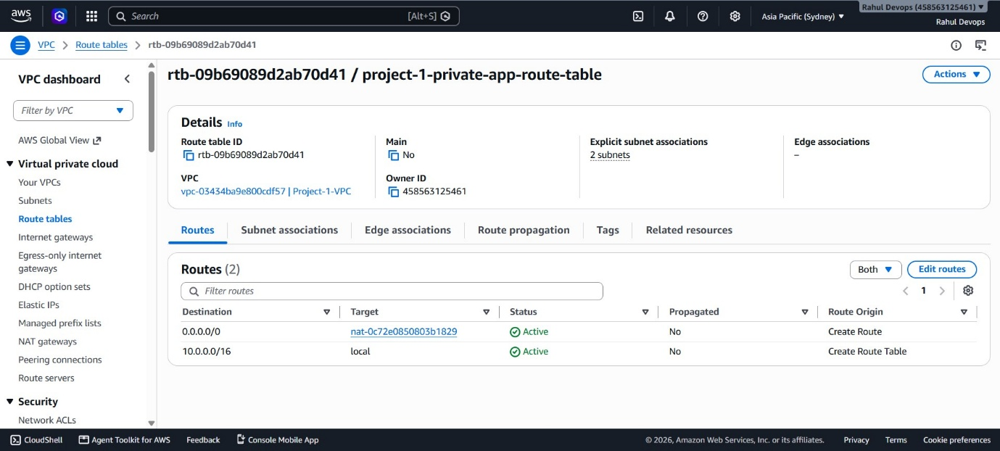 aws
Search [Alt+S]
Asia Pacific (Sydney)
Rahul Devops (458563125461)
Rahul Devops
VPC > Route tables > rtb-09b69089d2ab70d41
VPC dashboard
Filter by VPC
AWS Global View
Virtual private cloud
Your VPCs
Subnets
Route tables
Internet gateways
Egress-only internet
gateways
DHCP option sets
Elastic IPs
Managed prefix lists
NAT gateways
Peering connections
Route servers
Security
Network ACLs
rtb-09b69089d2ab70d41 / project-1-private-app-route-table
Actions
Details Info
Route table ID
rtb-09b69089d2ab70d41
Main
No
Explicit subnet associations
2 subnets
Edge associations
–
VPC
vpc-03434ba9e800cdf57 | Project-1-VPC
Owner ID
458563125461
Routes Subnet associations Edge associations Route propagation Tags Related resources
Routes (2)
Both Edit routes
Filter routes
1
Destination Target Status Propagated Route Origin
0.0.0.0/0 nat-0c72e0850803b1829 Active No Create Route
10.0.0.0/16 local Active No Create Route Table
CloudShell Agent Toolkit for AWS Feedback Console Mobile App © 2026, Amazon Web Services, Inc. or its affiliates. Privacy Terms Cookie preferences